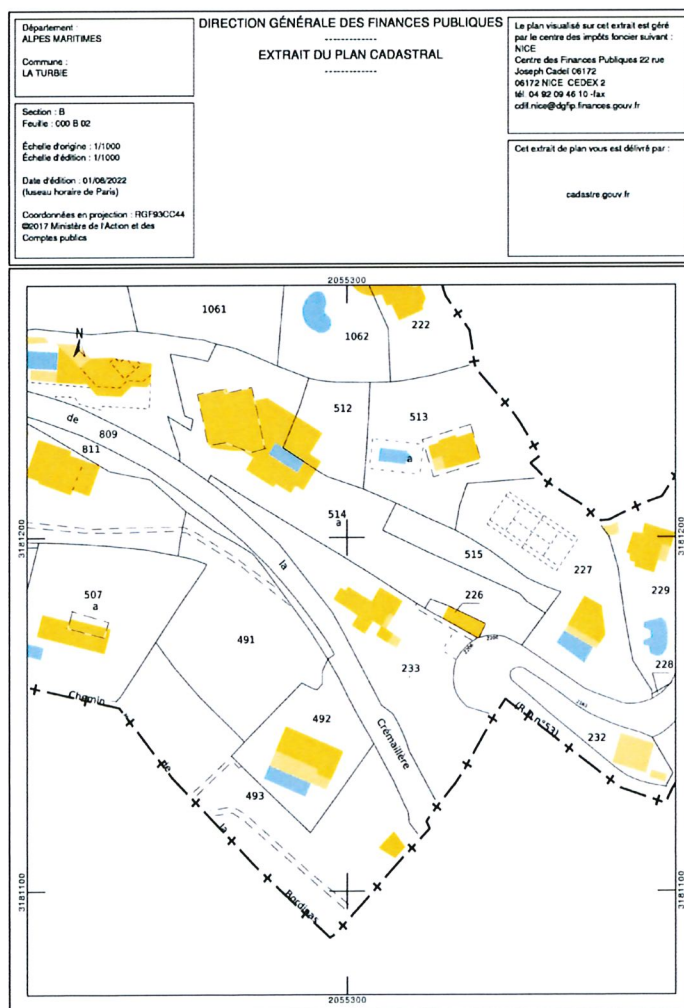 Département :
ALPES MARITIMES
Commune :
LA TURBIE
Section : B
Feuille : 000 B 02
Échelle d'origine : 1/1000
Échelle d'édition : 1/1000
Date d'édition : 01/08/2022
(fuseau horaire de Paris)
Coordonnées en projection : RGF93CC44
©2017 Ministère de l'Action et des
Comptes publics
DIRECTION GÉNÉRALE DES FINANCES PUBLIQUES
------------
EXTRAIT DU PLAN CADASTRAL
------------
Le plan visualisé sur cet extrait est géré
par le centre des impôts foncier suivant :
NICE
Centre des Finances Publiques 22 rue
Joseph Cadei 06172
06172 NICE CEDEX 2
tél. 04 92 09 46 10 -fax
cdif.nice@dgfip.finances.gouv.fr
Cet extrait de plan vous est délivré par :
cadastre.gouv.fr
2055300
1061
1062
222
N
512
513
de
809
811
a
514
a
3181200
3181200
la
515
227
226
229
507
a
491
233
228
Chemin
492
Crémaillère
(R.D.n°53)
232
de
493
la
Bordinas
3181100
3181100
2055300